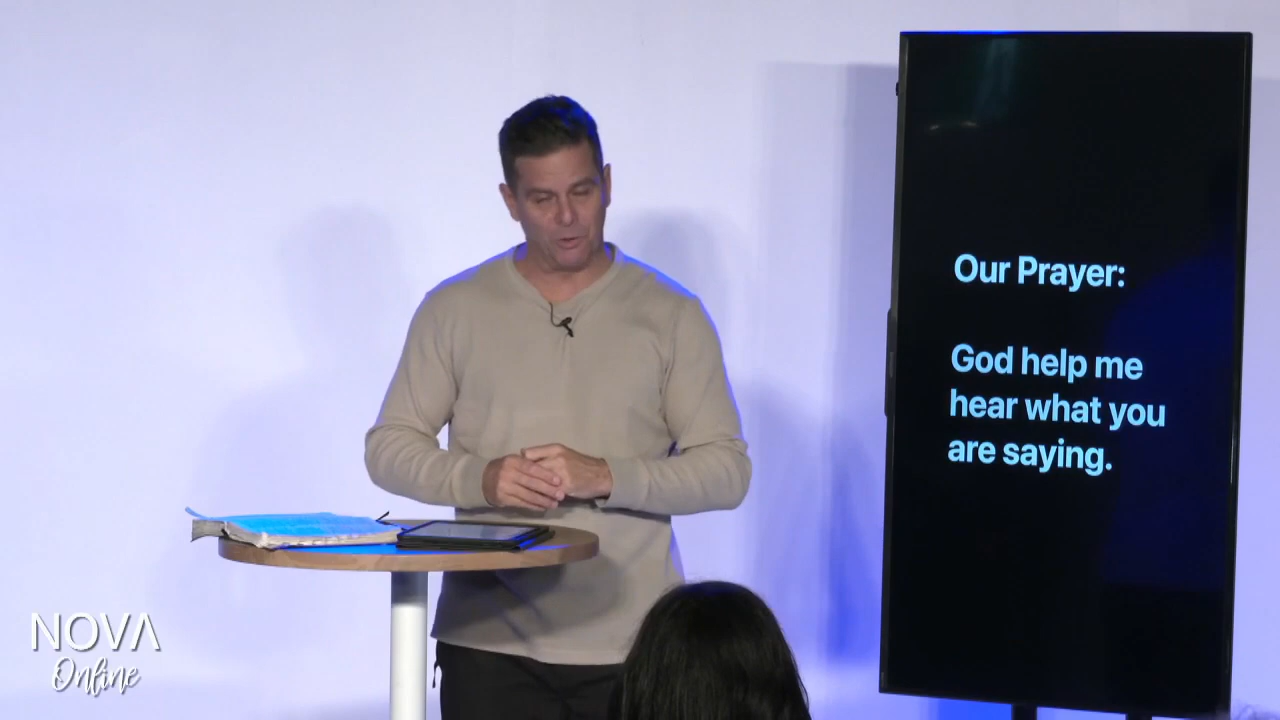 Our Prayer:
God help me
hear what you
are saying.
NOVA
Online